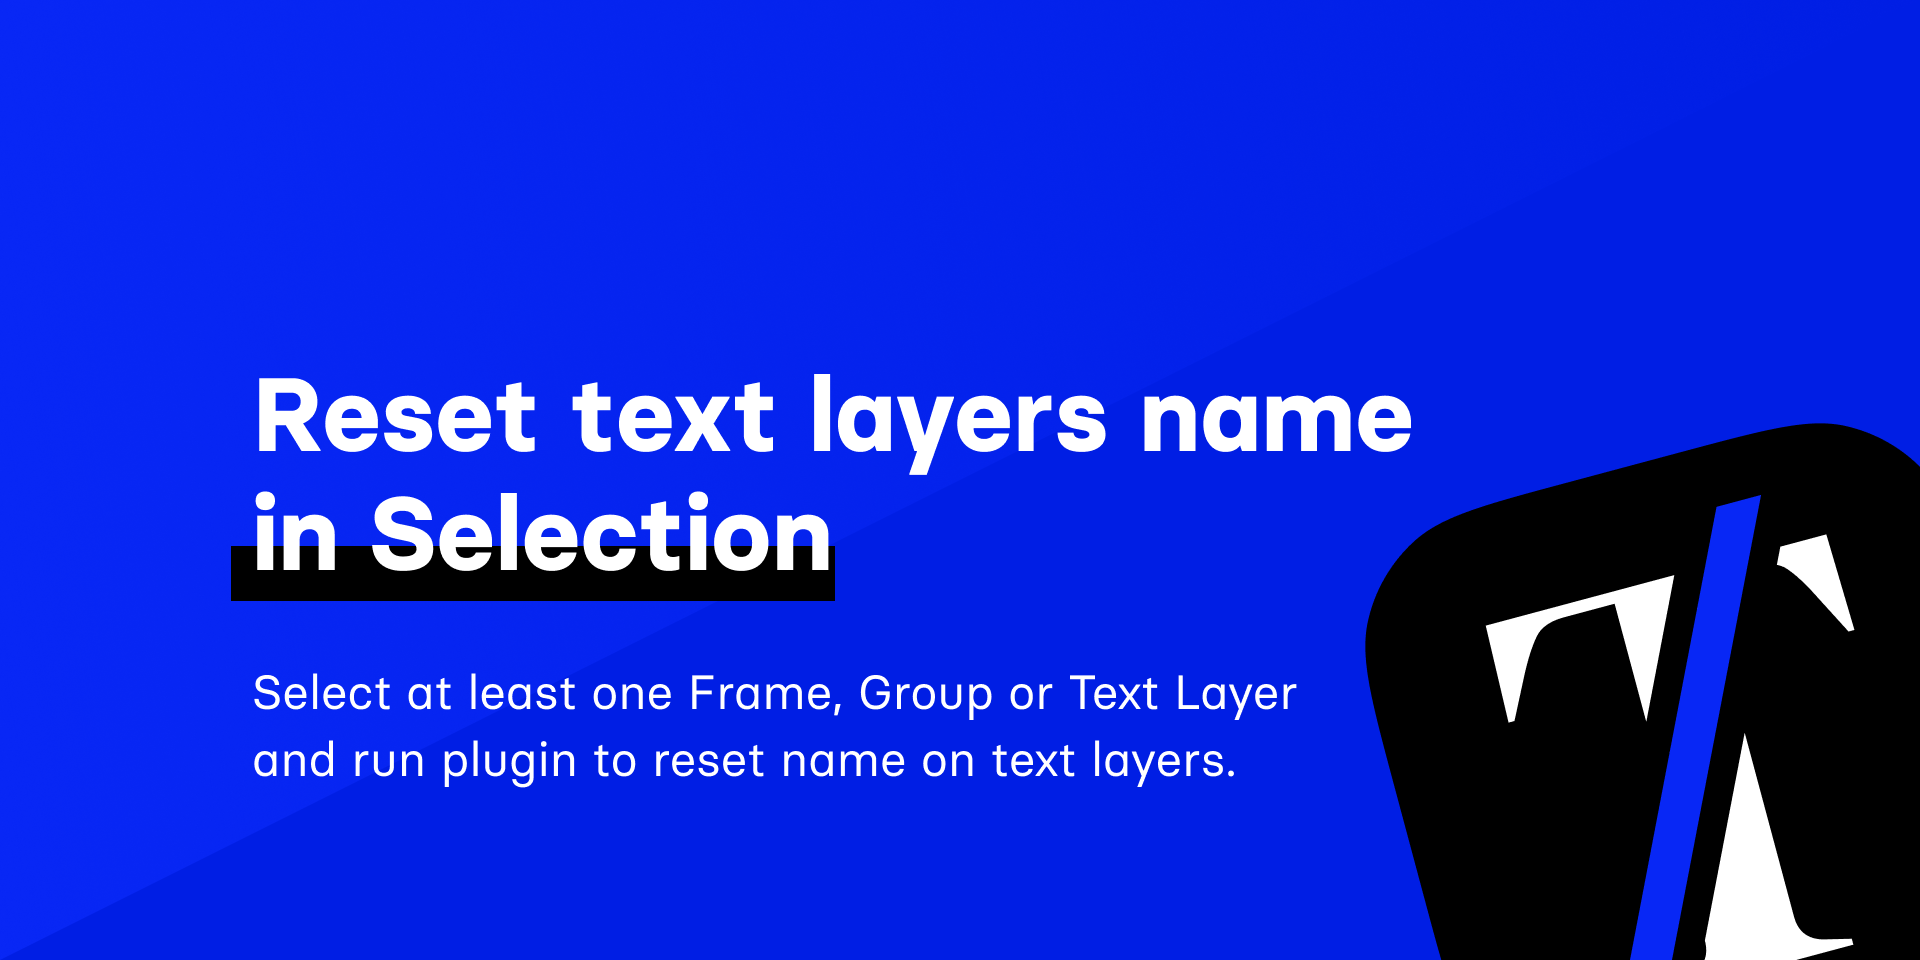 Reset text layers name
in Selection
Select at least one Frame, Group or Text Layer
and run plugin to reset name on text layers.
T